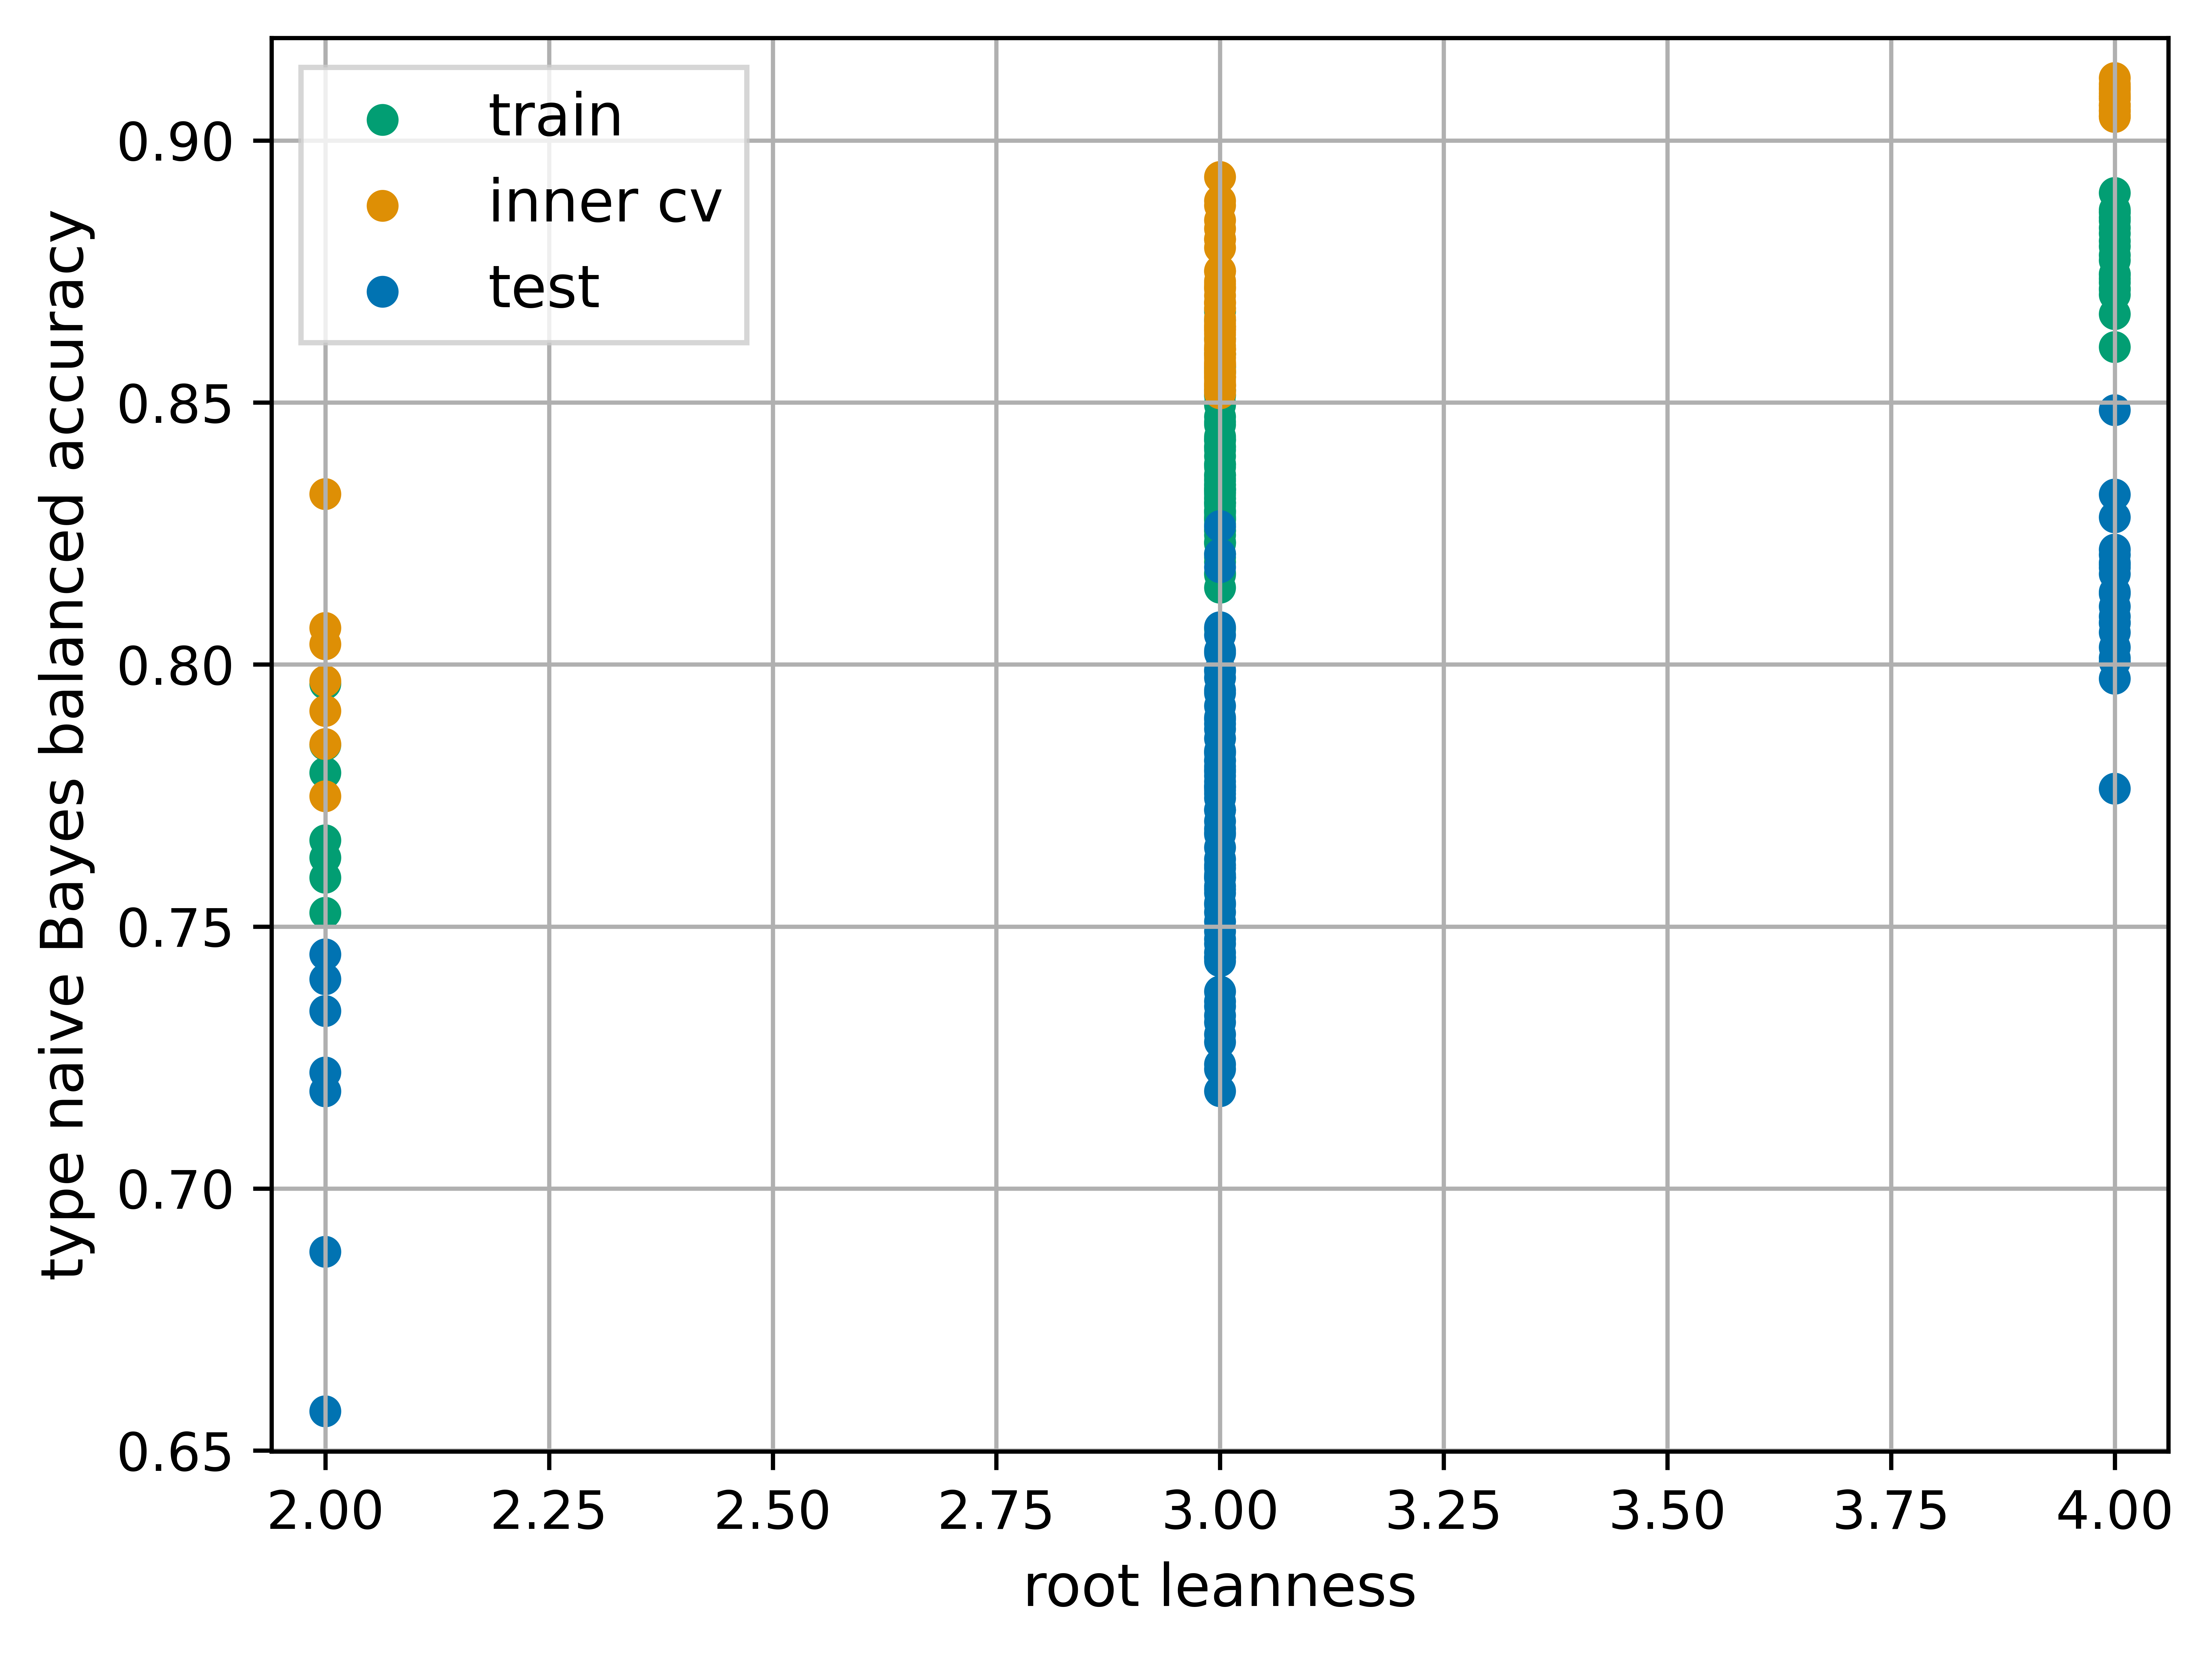 train
inner cv
test
type naive Bayes balanced accuracy
0.90
0.85
0.80
0.75
0.70
0.65
2.00 2.25 2.50 2.75 3.00 3.25 3.50 3.75 4.00
root leanness